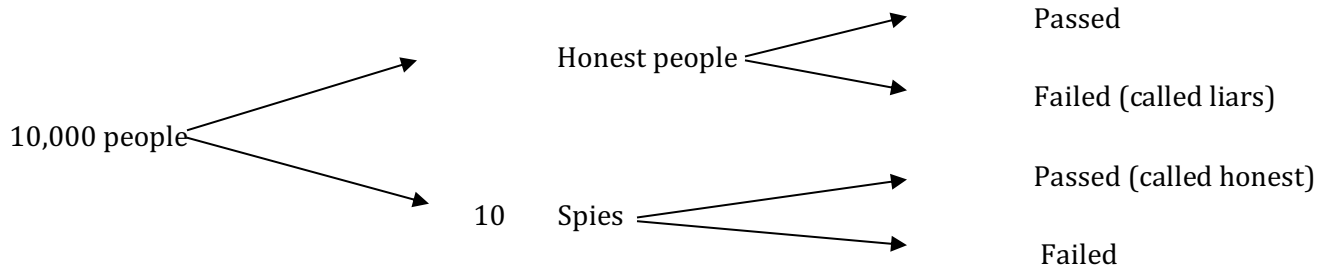 Passed
Honest people
Failed (called liars)
10,000 people
Passed (called honest)
10 Spies
Failed